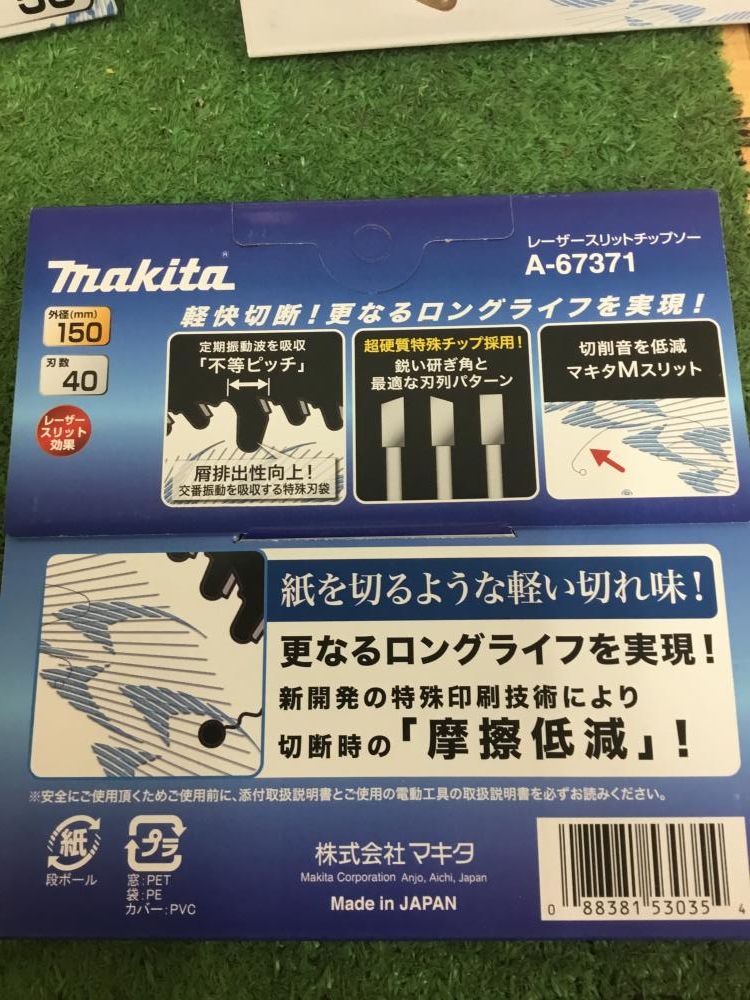 makita
レーザースリットチップソー
A-67371
軽快切断!更なるロングライフを実現!
外径(mm)
150
刃数
40
レーザー
スリット
効果
定期振動波を吸収
「不等ピッチ」
屑排出性向上!
交番振動を吸収する特殊刃袋
超硬質特殊チップ採用!
鋭い研ぎ角と
最適な刃列パターン
切削音を低減
マキタMスリット
紙を切るような軽い切れ味!
更なるロングライフを実現!
新開発の特殊印刷技術により
切断時の「摩擦低減」!
※安全にご使用頂くためご使用前に、添付取扱説明書とご使用の電動工具の取扱説明書を必ずお読みください。
紙
段ボール
プラ
窓:PET
袋:PE
カバー:PVC
株式会社マキタ
Makita Corporation Anjo, Aichi, Japan
Made in JAPAN
0 88381 53035 4